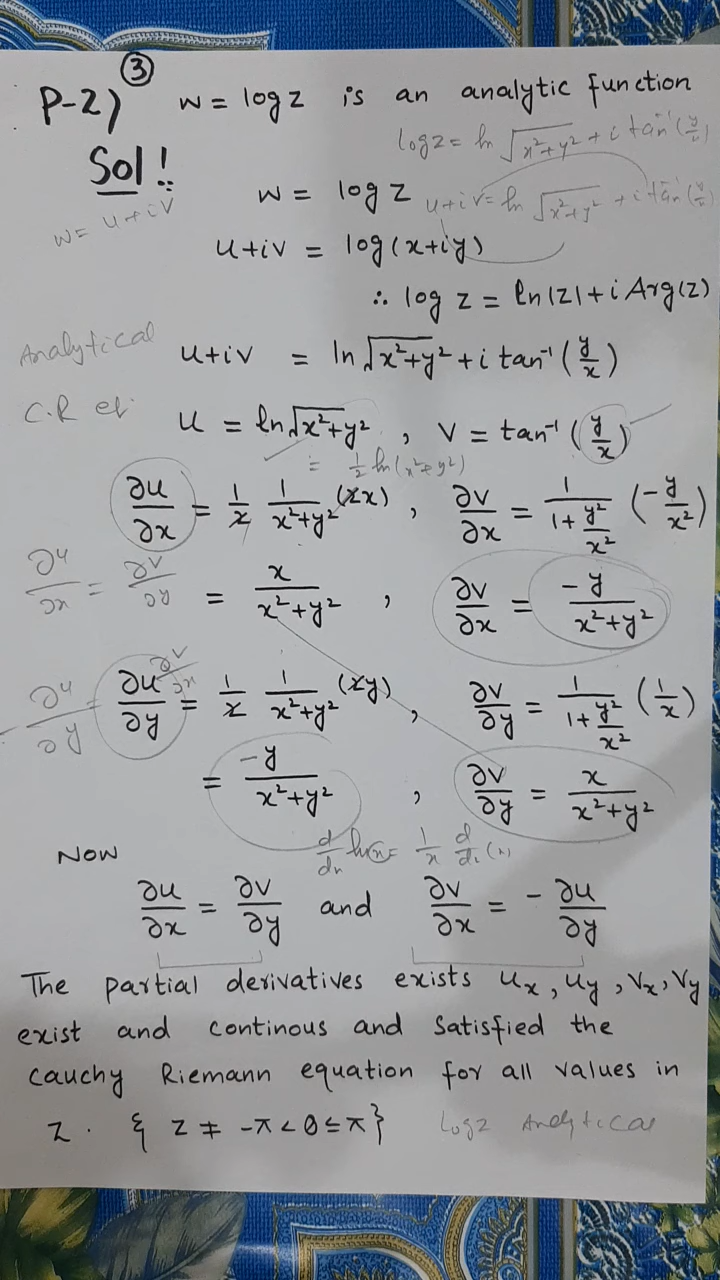 ③
P-2) w = log z is an analytic function
log z = ln √x²+y² + i tan⁻¹(y/x)
Sol !
w = log z u+iv = ln √x²+y² + i tan⁻¹(y/x)
w = u+iv
u+iv = log(x+iy)
∴ log z = ln|z| + i Arg(z)
Analytical
u+iv = ln √x²+y² + i tan⁻¹(y/x)
C.R
u = ln √x²+y² , v = tan⁻¹(y/x)
= 1/2 ln(x²+y²)
∂u/∂x = 1/2 1/(x²+y²) (2x) , ∂v/∂x = 1/(1+y²/x²) (-y/x²)
∂u/∂x = ∂v/∂y = x/(x²+y²) , ∂v/∂x = -y/(x²+y²)
∂u/∂y ∂v/∂x
∂u/∂y = 1/2 1/(x²+y²) (2y) , ∂v/∂y = 1/(1+y²/x²) (1/x)
= -y/(x²+y²) , ∂v/∂y = x/(x²+y²)
Now d/dx ln(x) = 1/x d/dx (x)
∂u/∂x = ∂v/∂y and ∂v/∂x = - ∂u/∂y
The partial derivatives exists ux, uy, vx, vy
exist and continous and satisfied the
cauchy Riemann equation for all values in
z. { z ≠ -π < θ ≤ π} log z Analytical